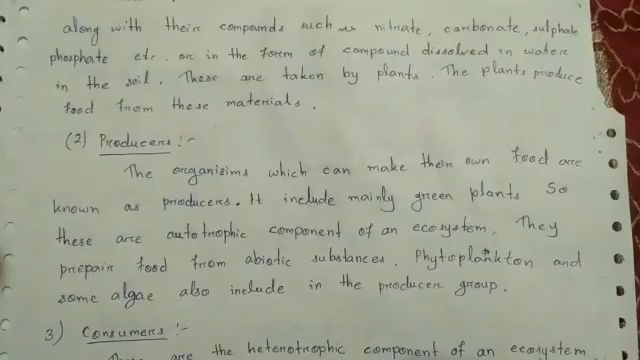 along with their compounds such as nitrate, carbonate, sulphate
phosphate etc. or in the form of compound dissolved in water
in the soil. These are taken by plants. The plants produce
food from these materials.
(2) Producers :-
The organisims which can make their own food are
known as producers. It include mainly green plants So
these are autotrophic component of an ecosystem. They
prepair food from abiotic substances. Phytoplankton and
some algae also include in the producer group.
3) Consumers :-
are the heterotrophic component of an ecosystem